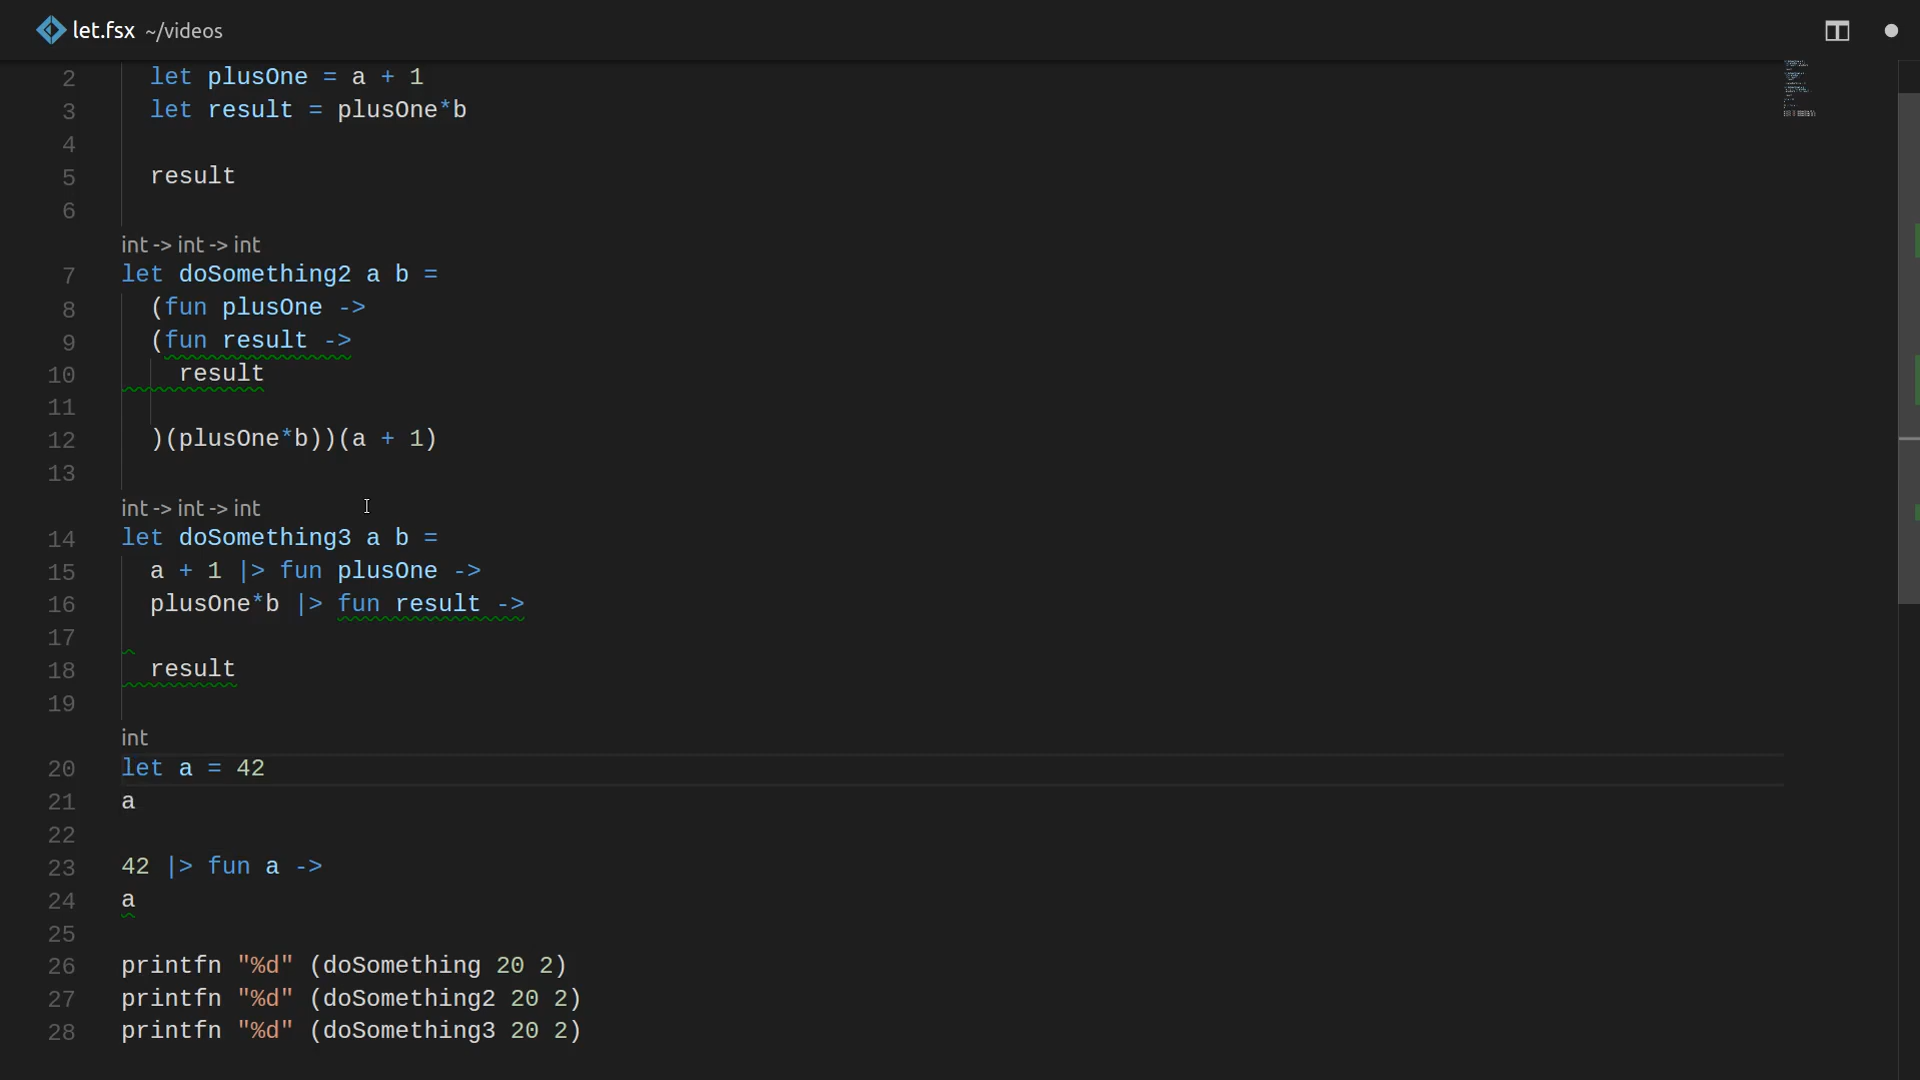 let.fsx ~/videos
2 let plusOne = a + 1
3 let result = plusOne*b
4
5 result
6
int -> int -> int
7 let doSomething2 a b =
8 (fun plusOne ->
9 (fun result ->
10 result
11
12 )(plusOne*b))(a + 1)
13
int -> int -> int
14 let doSomething3 a b =
15 a + 1 |> fun plusOne ->
16 plusOne*b |> fun result ->
17
18 result
19
int
20 let a = 42
21 a
22
23 42 |> fun a ->
24 a
25
26 printfn "%d" (doSomething 20 2)
27 printfn "%d" (doSomething2 20 2)
28 printfn "%d" (doSomething3 20 2)